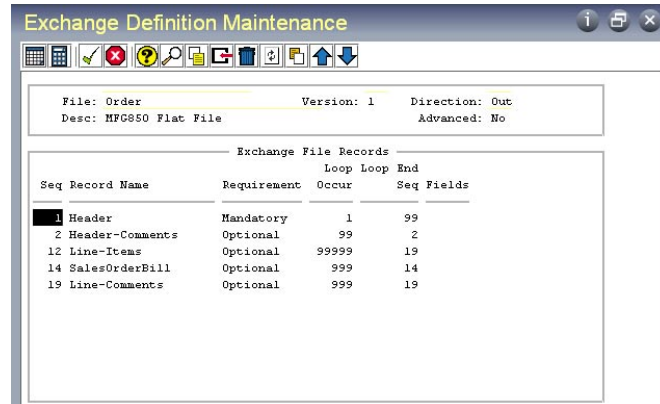 Exchange Definition Maintenance
File: Order Version: 1 Direction: Out
Desc: MFG850 Flat File Advanced: No
Exchange File Records
Loop Loop End
Seq Record Name Requirement Occur Seq Fields
1 Header Mandatory 1 99
2 Header-Comments Optional 99 2
12 Line-Items Optional 99999 19
14 SalesOrderBill Optional 999 14
19 Line-Comments Optional 999 19